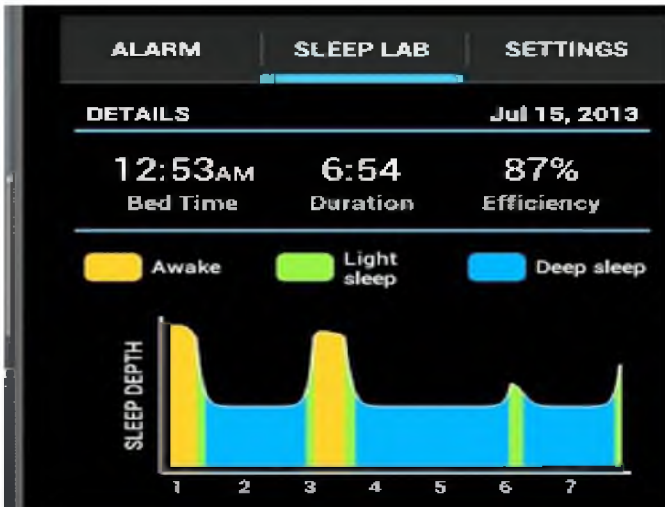 ALARM SLEEP LAB SETTINGS
DETAILS Jul 15, 2013
12:53AM 6:54 87%
Bed Time Duration Efficiency
Awake Light sleep Deep sleep
SLEEP DEPTH
1 2 3 4 5 6 7